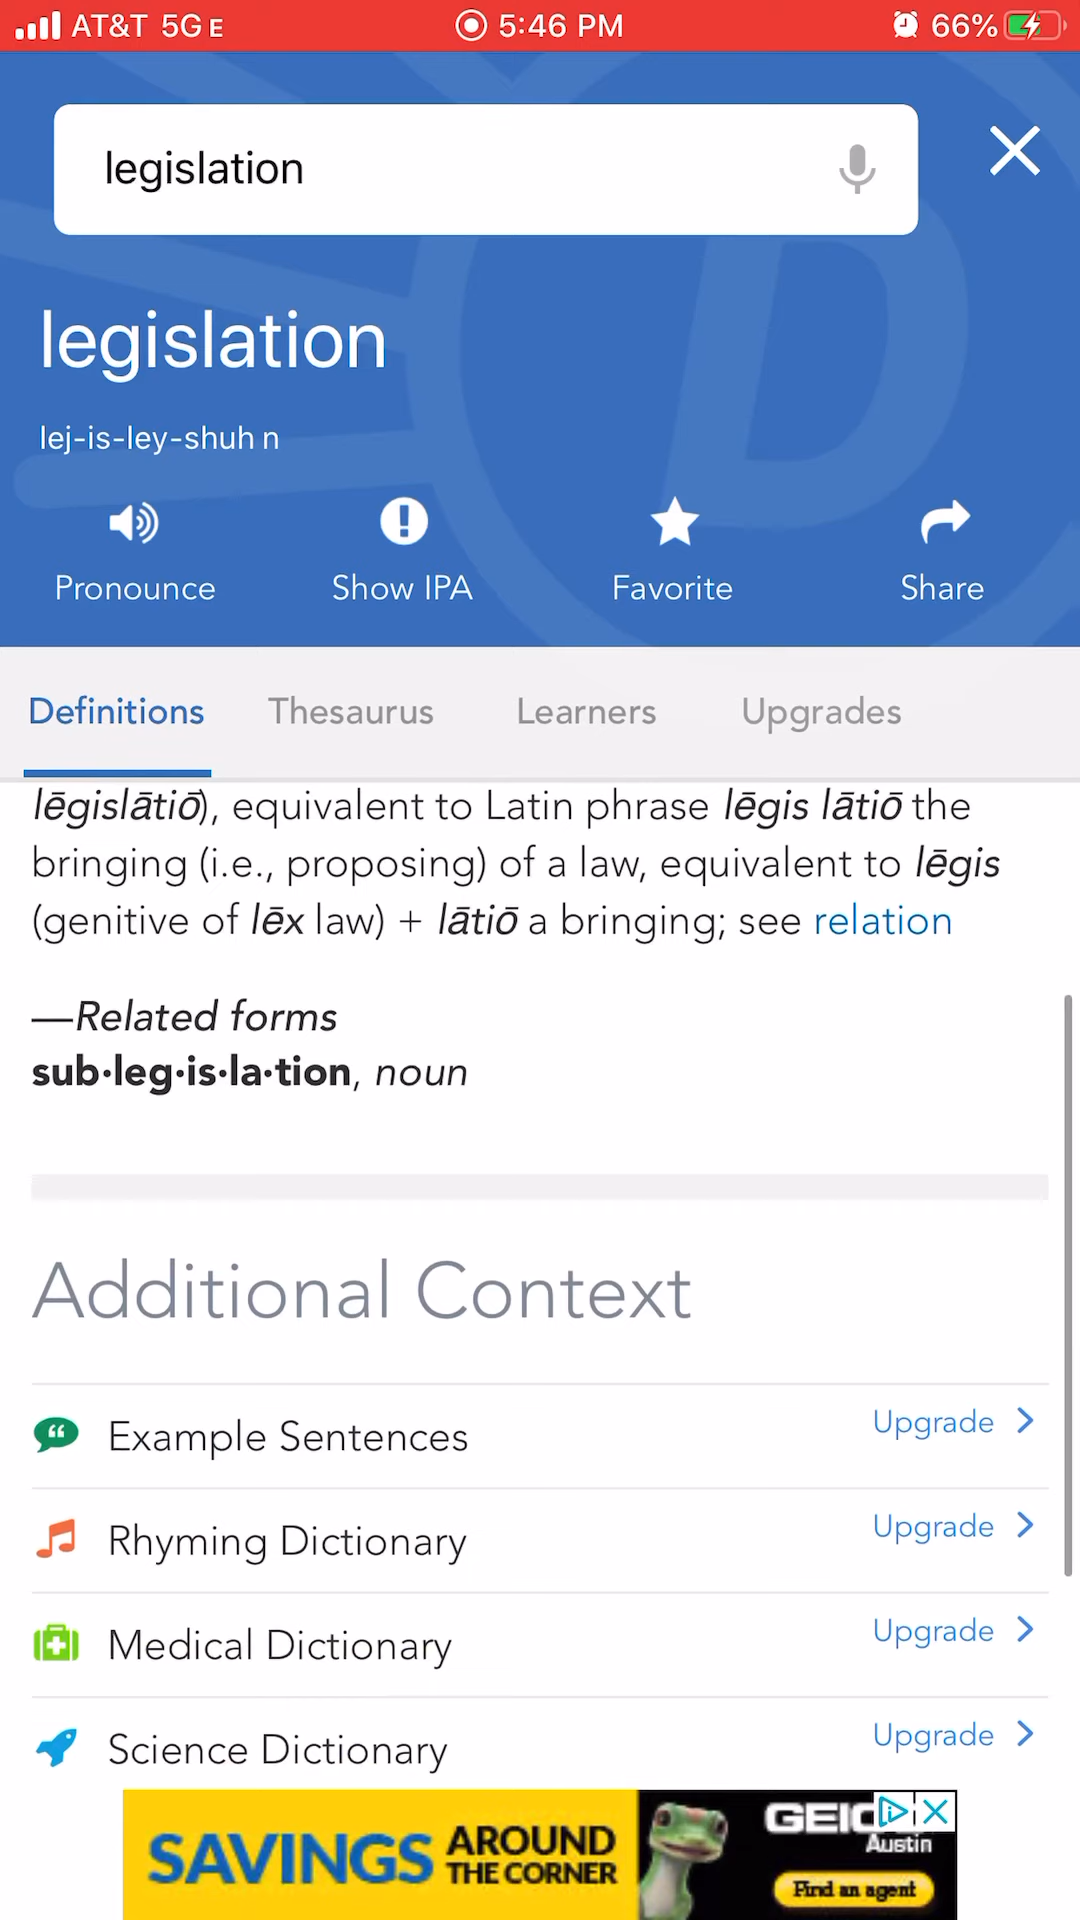 AT&T 5GE 5:46 PM 66%
legislation
legislation
lej-is-ley-shuh n
Pronounce Show IPA Favorite Share
Definitions Thesaurus Learners Upgrades
lēgislātiō), equivalent to Latin phrase lēgis lātiō the
bringing (i.e., proposing) of a law, equivalent to lēgis
(genitive of lēx law) + lātiō a bringing; see relation
—Related forms
sub·leg·is·la·tion, noun
Additional Context
Example Sentences Upgrade
Rhyming Dictionary Upgrade
Medical Dictionary Upgrade
Science Dictionary Upgrade
SAVINGS AROUND
THE CORNER
Austin
Find an agent